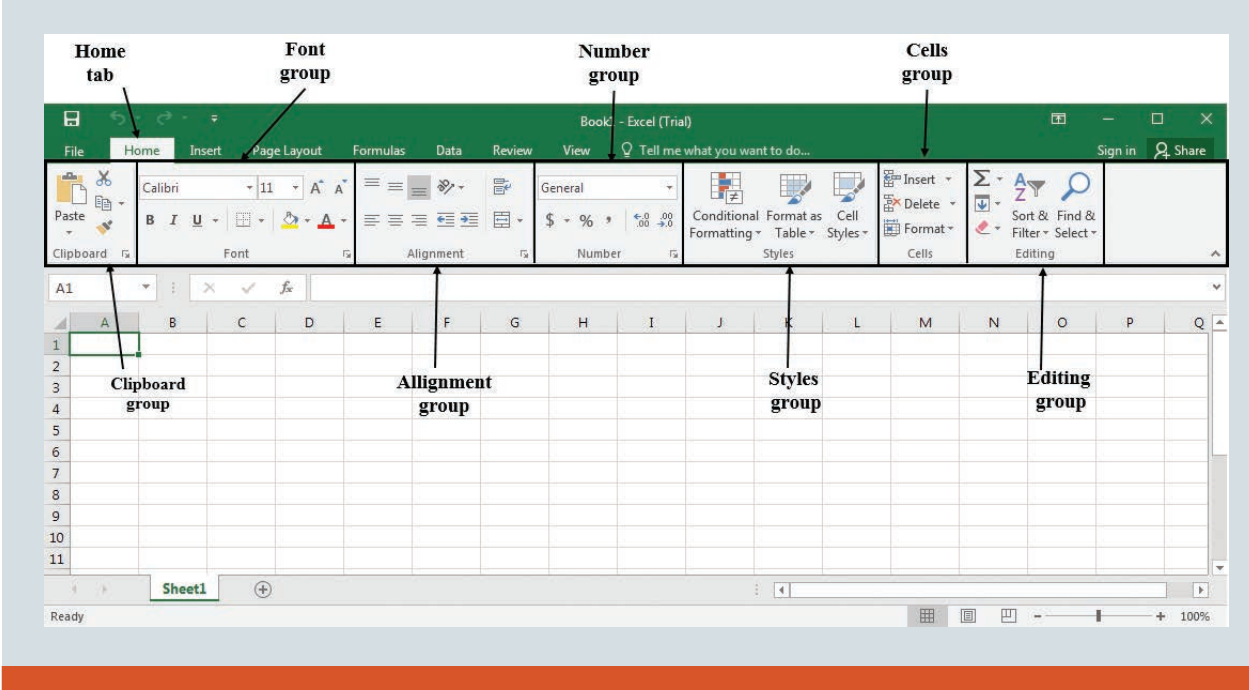 Home
tab
Font
group
Number
group
Cells
group
Book1 - Excel (Trial)
File Home Insert Page Layout Formulas Data Review View Tell me what you want to do... Sign in Share
Paste
Clipboard
Calibri 11 A A
B I U A
Font
Alignment
General
$ % , .0 .00 .00 .0
Number
Conditional
Formatting
Format as
Table
Cell
Styles
Styles
Insert
Delete
Format
Cells
Σ
A
Z
Sort &
Filter
Find &
Select
Editing
A1 fx
A B C D E F G H I J K L M N O P Q
1
2
3
4
5
6
7
8
9
10
11
Clipboard
group
Allignment
group
Styles
group
Editing
group
Sheet1
Ready 100%